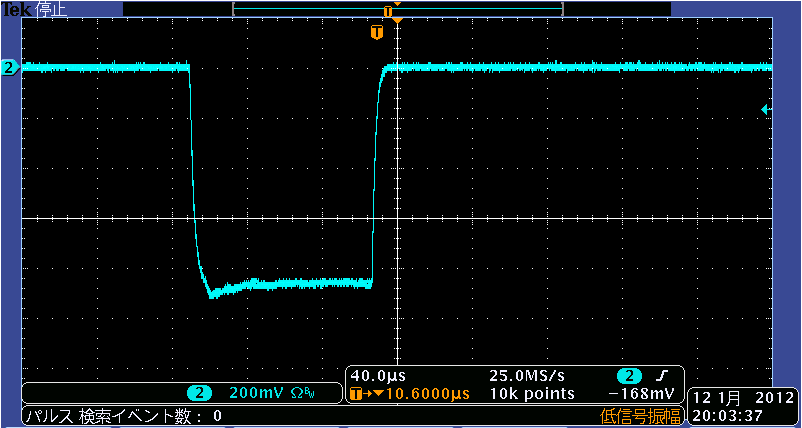 Tek 停止
T
T
2
40.0µs 25.0MS/s 2
2 200mV Ω BW T→▼10.6000µs 10k points −168mV
12 1月 2012
パルス 検索イベント数： 0 低信号振幅 20:03:37